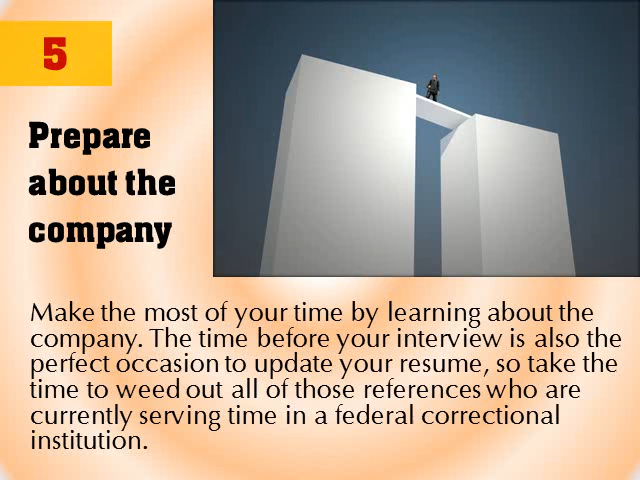 5
Prepare
about the
company
Make the most of your time by learning about the
company. The time before your interview is also the
perfect occasion to update your resume, so take the
time to weed out all of those references who are
currently serving time in a federal correctional
institution.